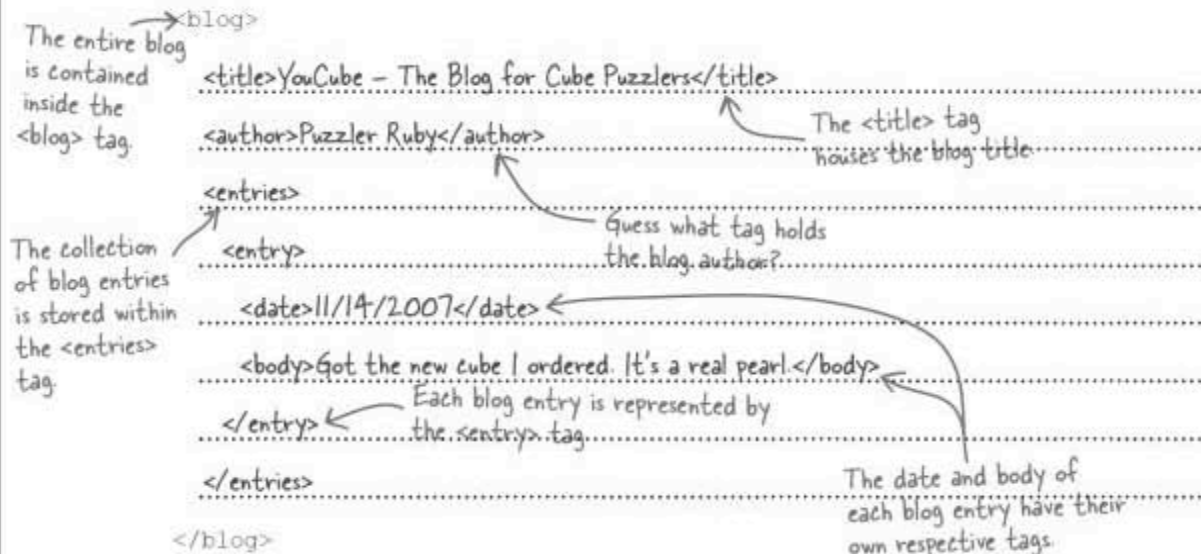 <blog>
The entire blog
is contained
inside the
<blog> tag.
<title>YouCube – The Blog for Cube Puzzlers</title>
The <title> tag
houses the blog title.
<author>Puzzler Ruby</author>
Guess what tag holds
the blog author?
<entries>
The collection
of blog entries
is stored within
the <entries>
tag.
<entry>
<date>11/14/2007</date>
<body>Got the new cube I ordered. It's a real pearl.</body>
</entry>
Each blog entry is represented by
the <entry> tag.
</entries>
The date and body of
each blog entry have their
own respective tags.
</blog>